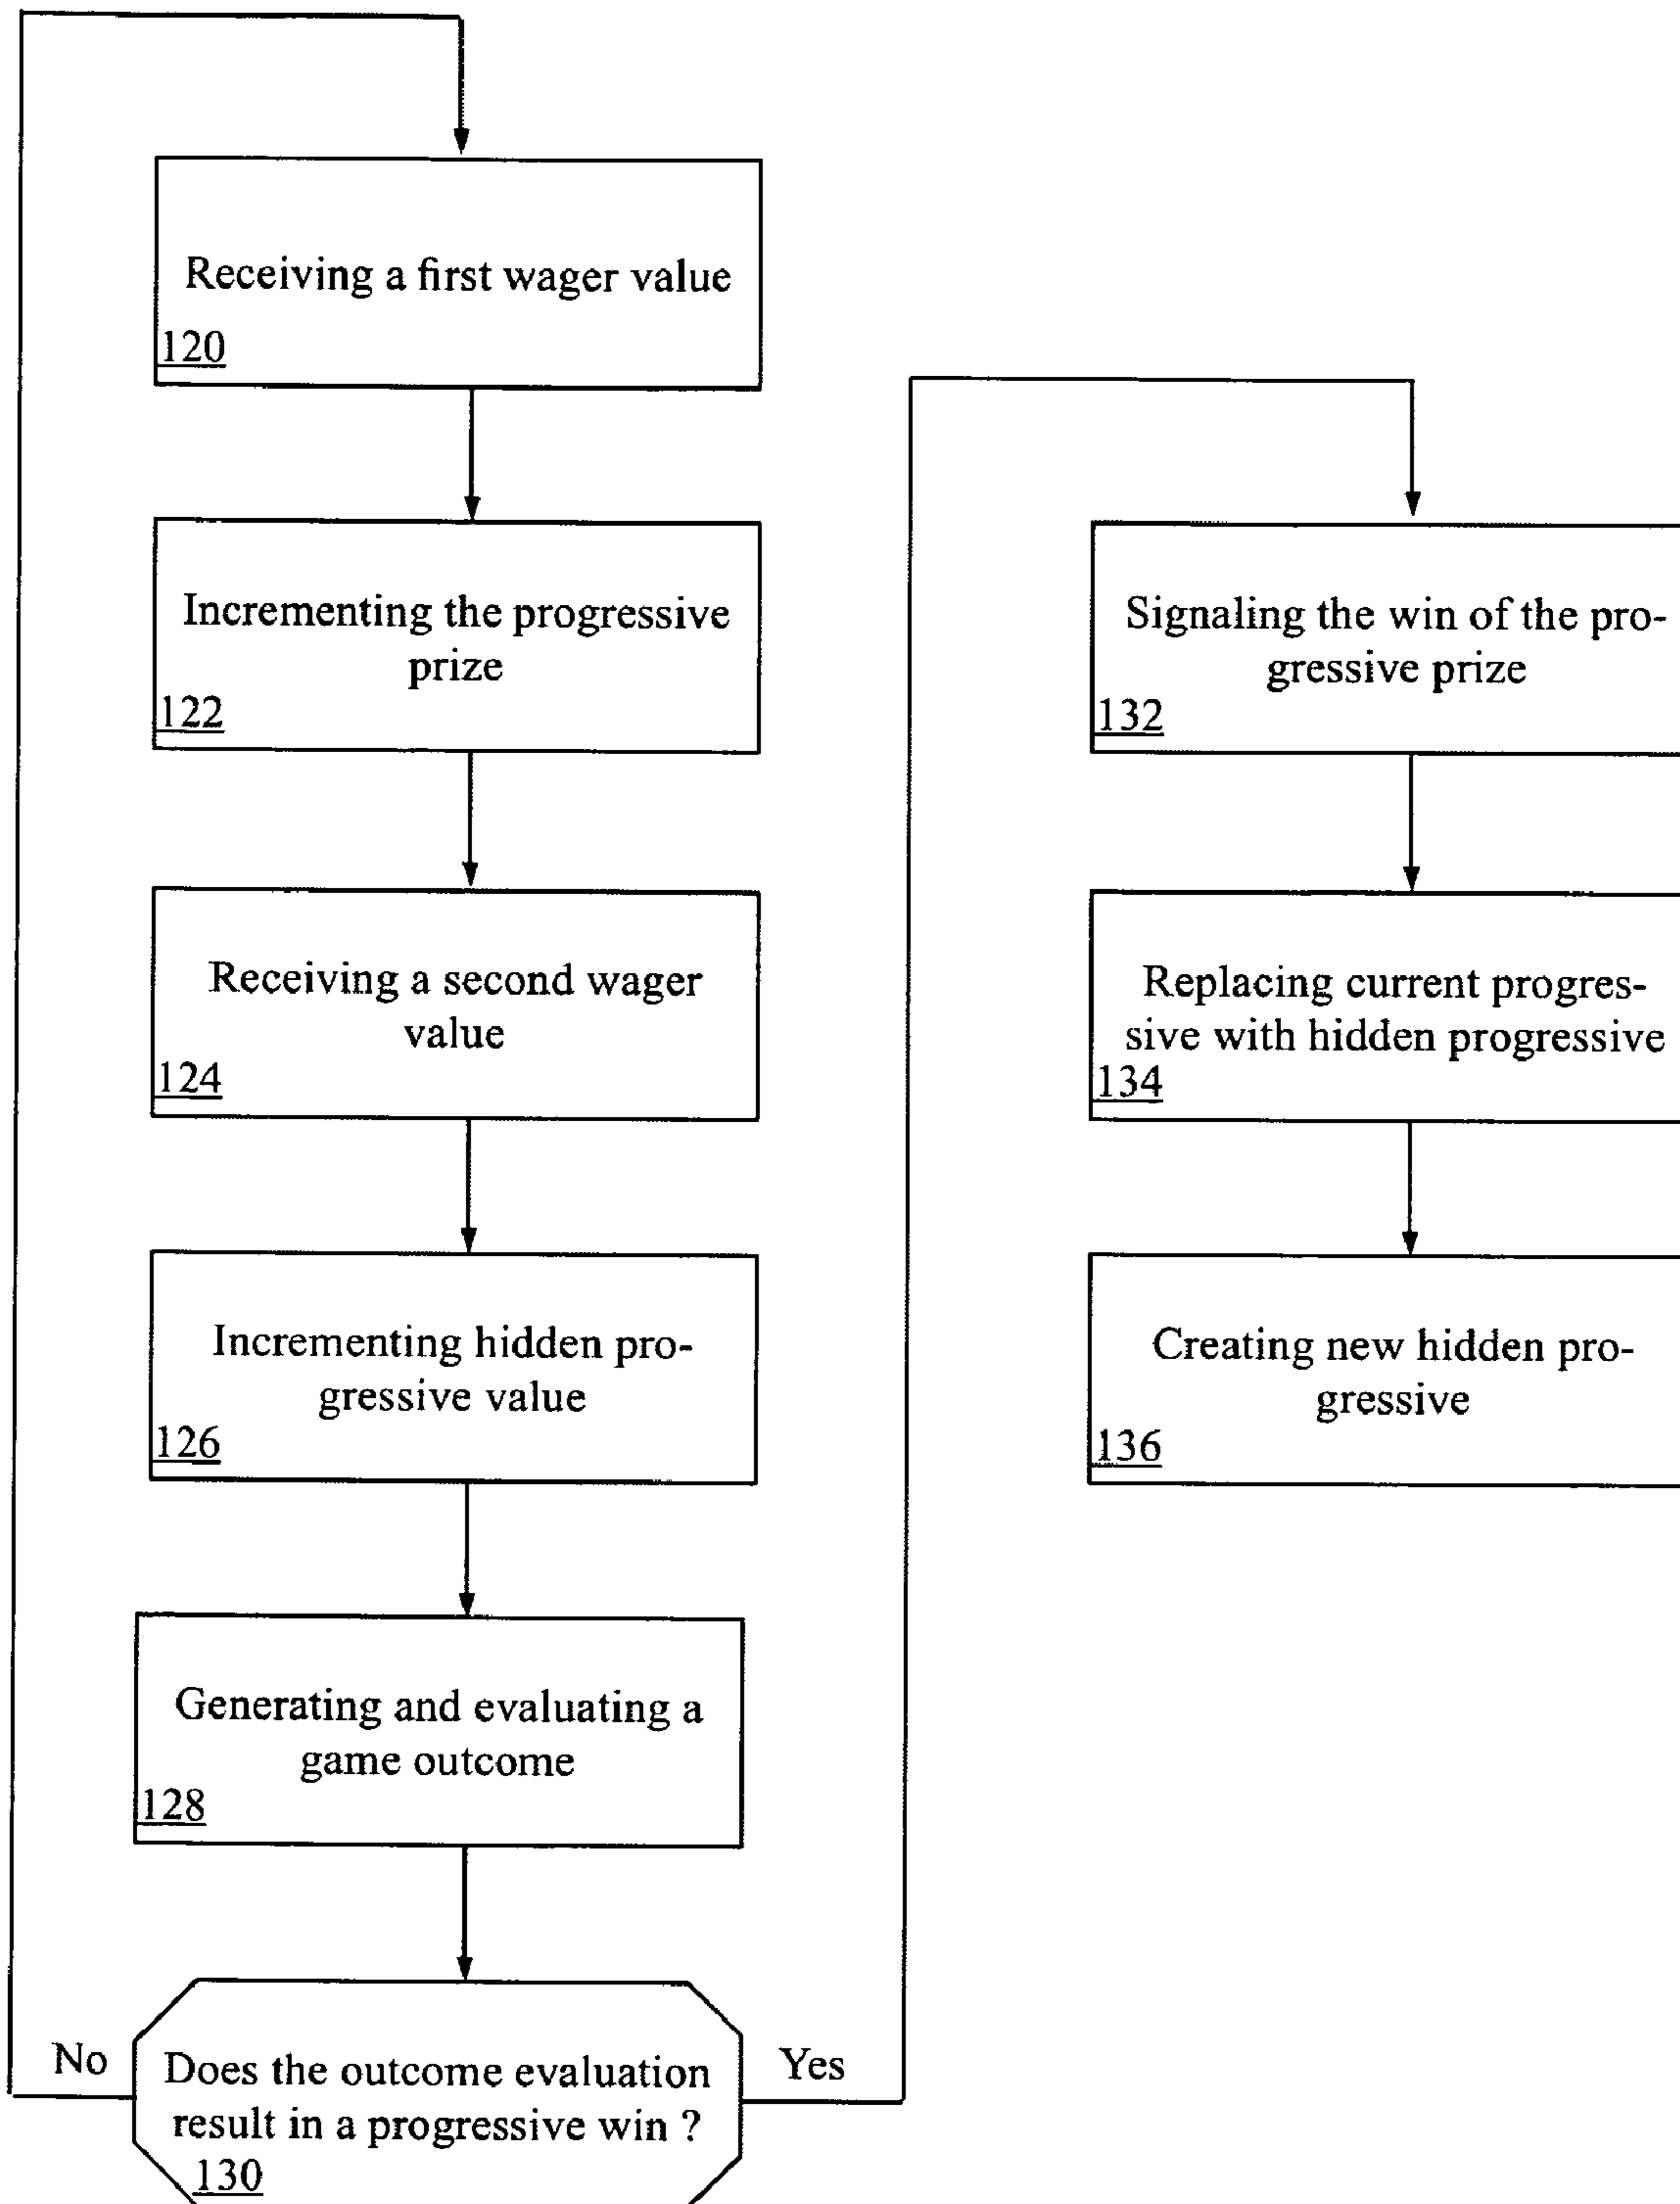 Receiving a first wager value
120
Incrementing the progressive
prize
122
Receiving a second wager
value
124
Incrementing hidden pro-
gressive value
126
Generating and evaluating a
game outcome
128
No
Does the outcome evaluation
result in a progressive win ?
130
Yes
Signaling the win of the pro-
gressive prize
132
Replacing current progres-
sive with hidden progressive
134
Creating new hidden pro-
gressive
136